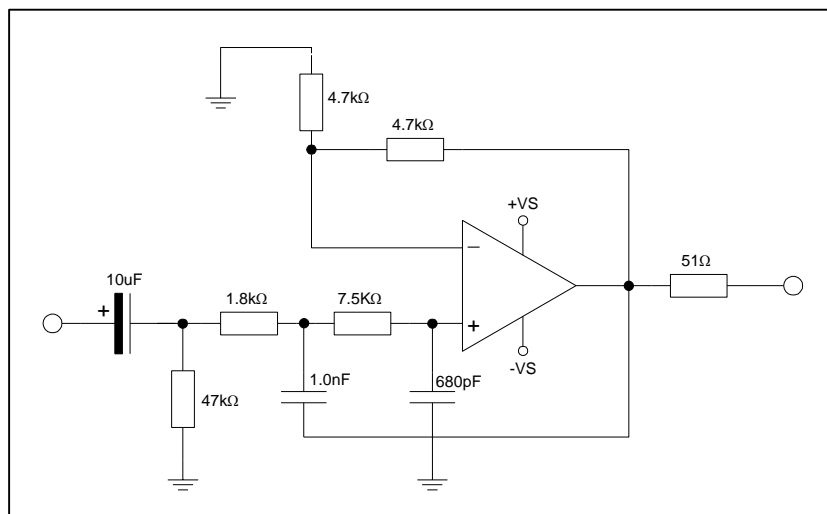 4.7kΩ
4.7kΩ
+VS
51Ω
−
10uF
1.8kΩ
7.5KΩ
+
+
-VS
1.0nF
680pF
47kΩ